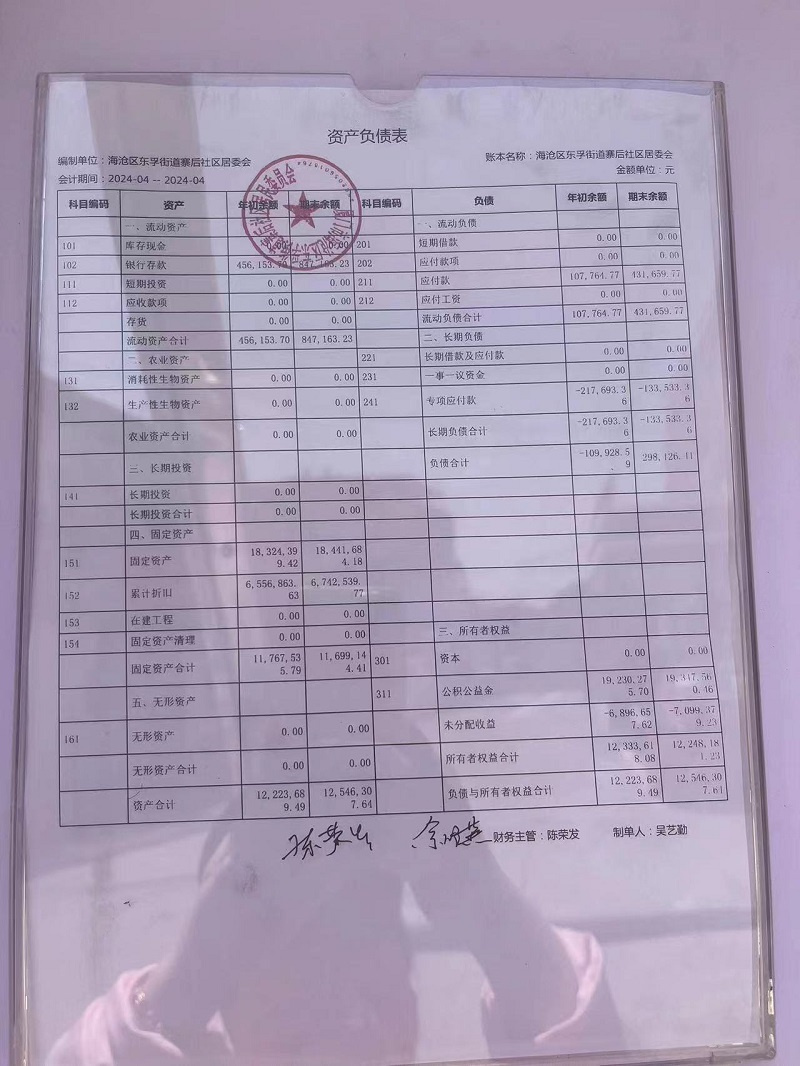 资产负债表
编制单位：海沧区东孚街道寨后社区居委会 账本名称：海沧区东孚街道寨后社区居委会
会计期间：2024-04 -- 2024-04 金额单位：元
科目编码 资产 年初余额 期末余额 科目编码 负债 年初余额 期末余额
一、流动资产 一、流动负债
101 库存现金 0.00 0.00 201 短期借款 0.00 0.00
102 银行存款 456,153.70 847,163.23 202 应付款项 0.00 0.00
111 短期投资 0.00 0.00 211 应付款 107,764.77 431,659.77
112 应收款项 0.00 0.00 212 应付工资 0.00 0.00
存货 0.00 0.00 流动负债合计 107,764.77 431,659.77
流动资产合计 456,153.70 847,163.23 二、长期负债
二、农业资产 221 长期借款及应付款 0.00 0.00
131 消耗性生物资产 0.00 0.00 231 一事一议资金 0.00 0.00
132 生产性生物资产 0.00 0.00 241 专项应付款 -217,693.36 -133,533.36
农业资产合计 0.00 0.00 长期负债合计 -217,693.36 -133,533.36
三、长期投资 负债合计 -109,928.59 298,126.41
141 长期投资 0.00 0.00
长期投资合计 0.00 0.00
四、固定资产
151 固定资产 18,324,399.42 18,441,684.18
152 累计折旧 6,556,863.63 6,742,539.77
153 在建工程 0.00 0.00
154 固定资产清理 0.00 0.00 三、所有者权益
固定资产合计 11,767,535.79 11,699,144.41 301 资本 0.00 0.00
五、无形资产 311 公积公益金 19,230,275.70 19,347,560.46
161 无形资产 0.00 0.00 未分配收益 -6,896,657.62 -7,099,379.23
无形资产合计 0.00 0.00 所有者权益合计 12,333,618.08 12,248,181.23
资产合计 12,223,689.49 12,546,307.64 负债与所有者权益合计 12,223,689.49 12,546,307.64
财务主管：陈荣发 制单人：吴艺勤